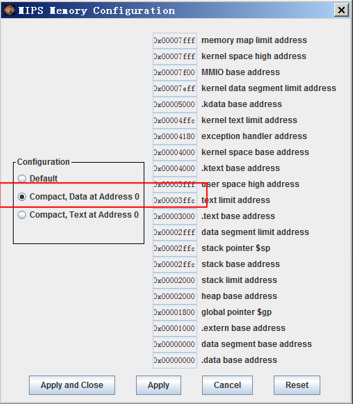 MIPS Memory Configuration
0x00007fff memory map limit address
0x00007fff kernel space high address
0x00007f00 MMIO base address
0x00007eff kernel data segment limit address
0x00005000 .kdata base address
0x00004ffc kernel text limit address
0x00004180 exception handler address
0x00004000 kernel space base address
0x00004000 .ktext base address
0x00003fff user space high address
0x00003ffc text limit address
0x00003000 .text base address
0x00002fff data segment limit address
0x00002ffc stack pointer $sp
0x00002ffc stack base address
0x00002000 stack limit address
0x00002000 heap base address
0x00001800 global pointer $gp
0x00001000 .extern base address
0x00000000 data segment base address
0x00000000 .data base address
Configuration
Default
Compact, Data at Address 0
Compact, Text at Address 0
Apply and Close Apply Cancel Reset